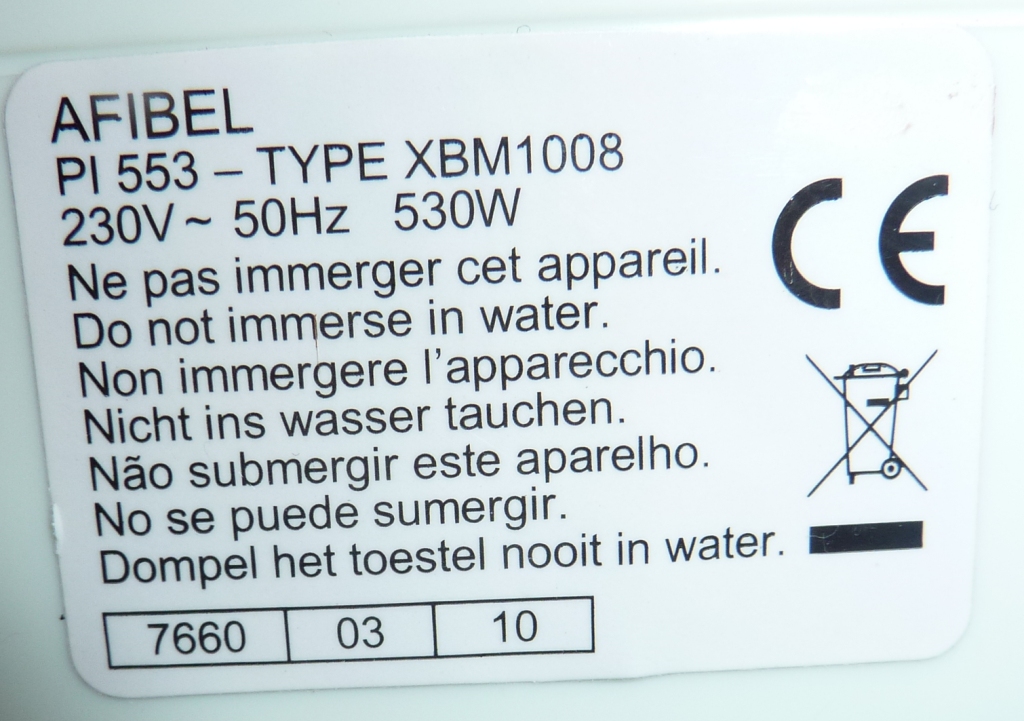 AFIBEL
PI 553 – TYPE XBM1008
230V ~ 50Hz 530W
Ne pas immerger cet appareil.
Do not immerse in water.
Non immergere l'apparecchio.
Nicht ins wasser tauchen.
Não submergir este aparelho.
No se puede sumergir.
Dompel het toestel nooit in water.
7660 03 10
CE